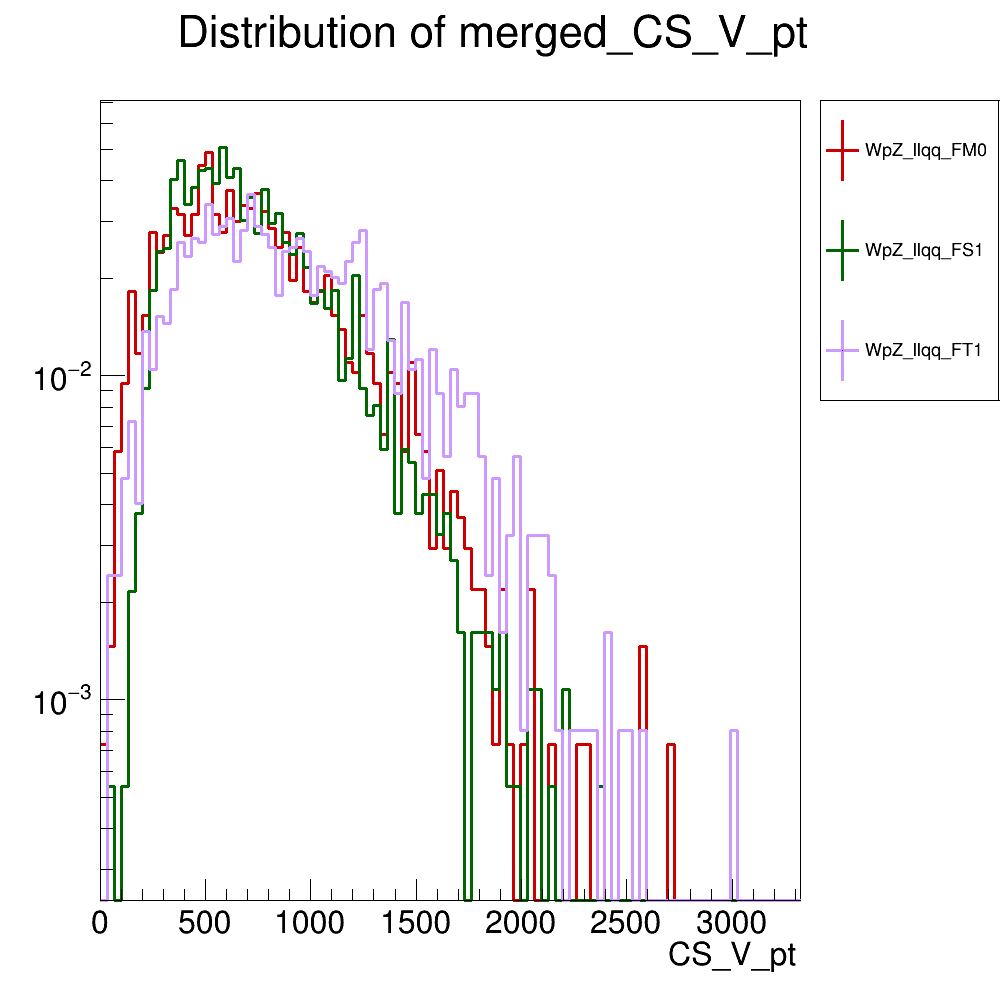 Distribution of merged_CS_V_pt
WpZ_llqq_FM0
WpZ_llqq_FS1
WpZ_llqq_FT1
10−2
10−3
0 500 1000 1500 2000 2500 3000
CS_V_pt